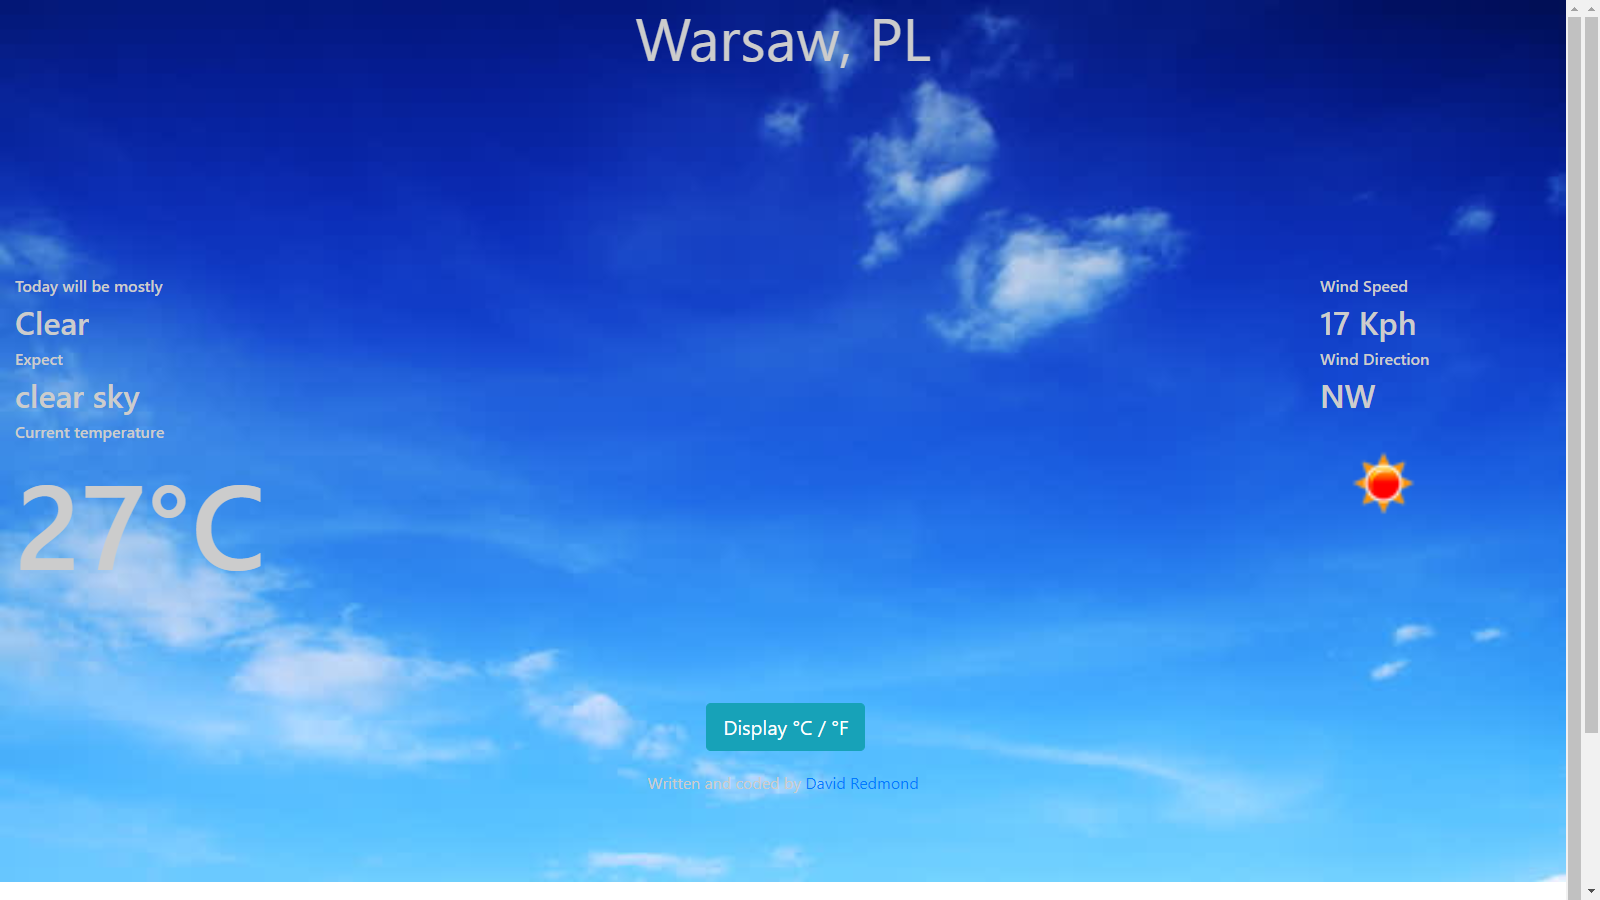 Warsaw, PL
Today will be mostly
Clear
Expect
clear sky
Current temperature
27°C
Wind Speed
17 Kph
Wind Direction
NW
Display °C / °F
Written and coded by David Redmond